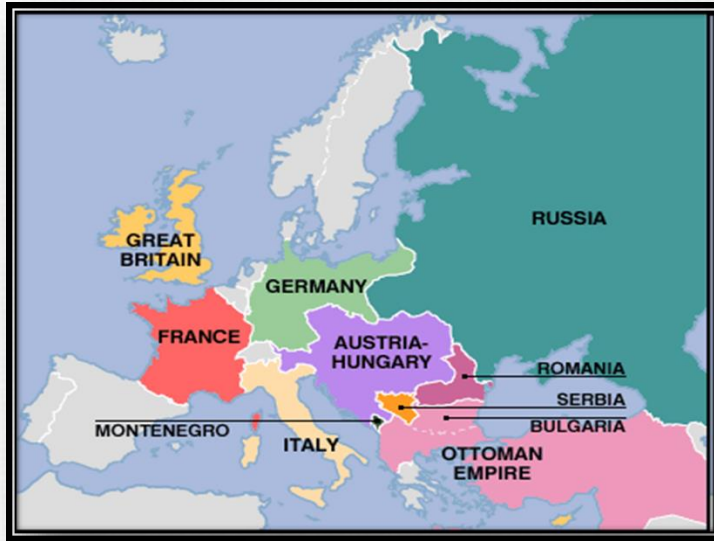 RUSSIA
GREAT
BRITAIN
GERMANY
FRANCE
AUSTRIA-
HUNGARY
ROMANIA
SERBIA
BULGARIA
MONTENEGRO
ITALY
OTTOMAN
EMPIRE